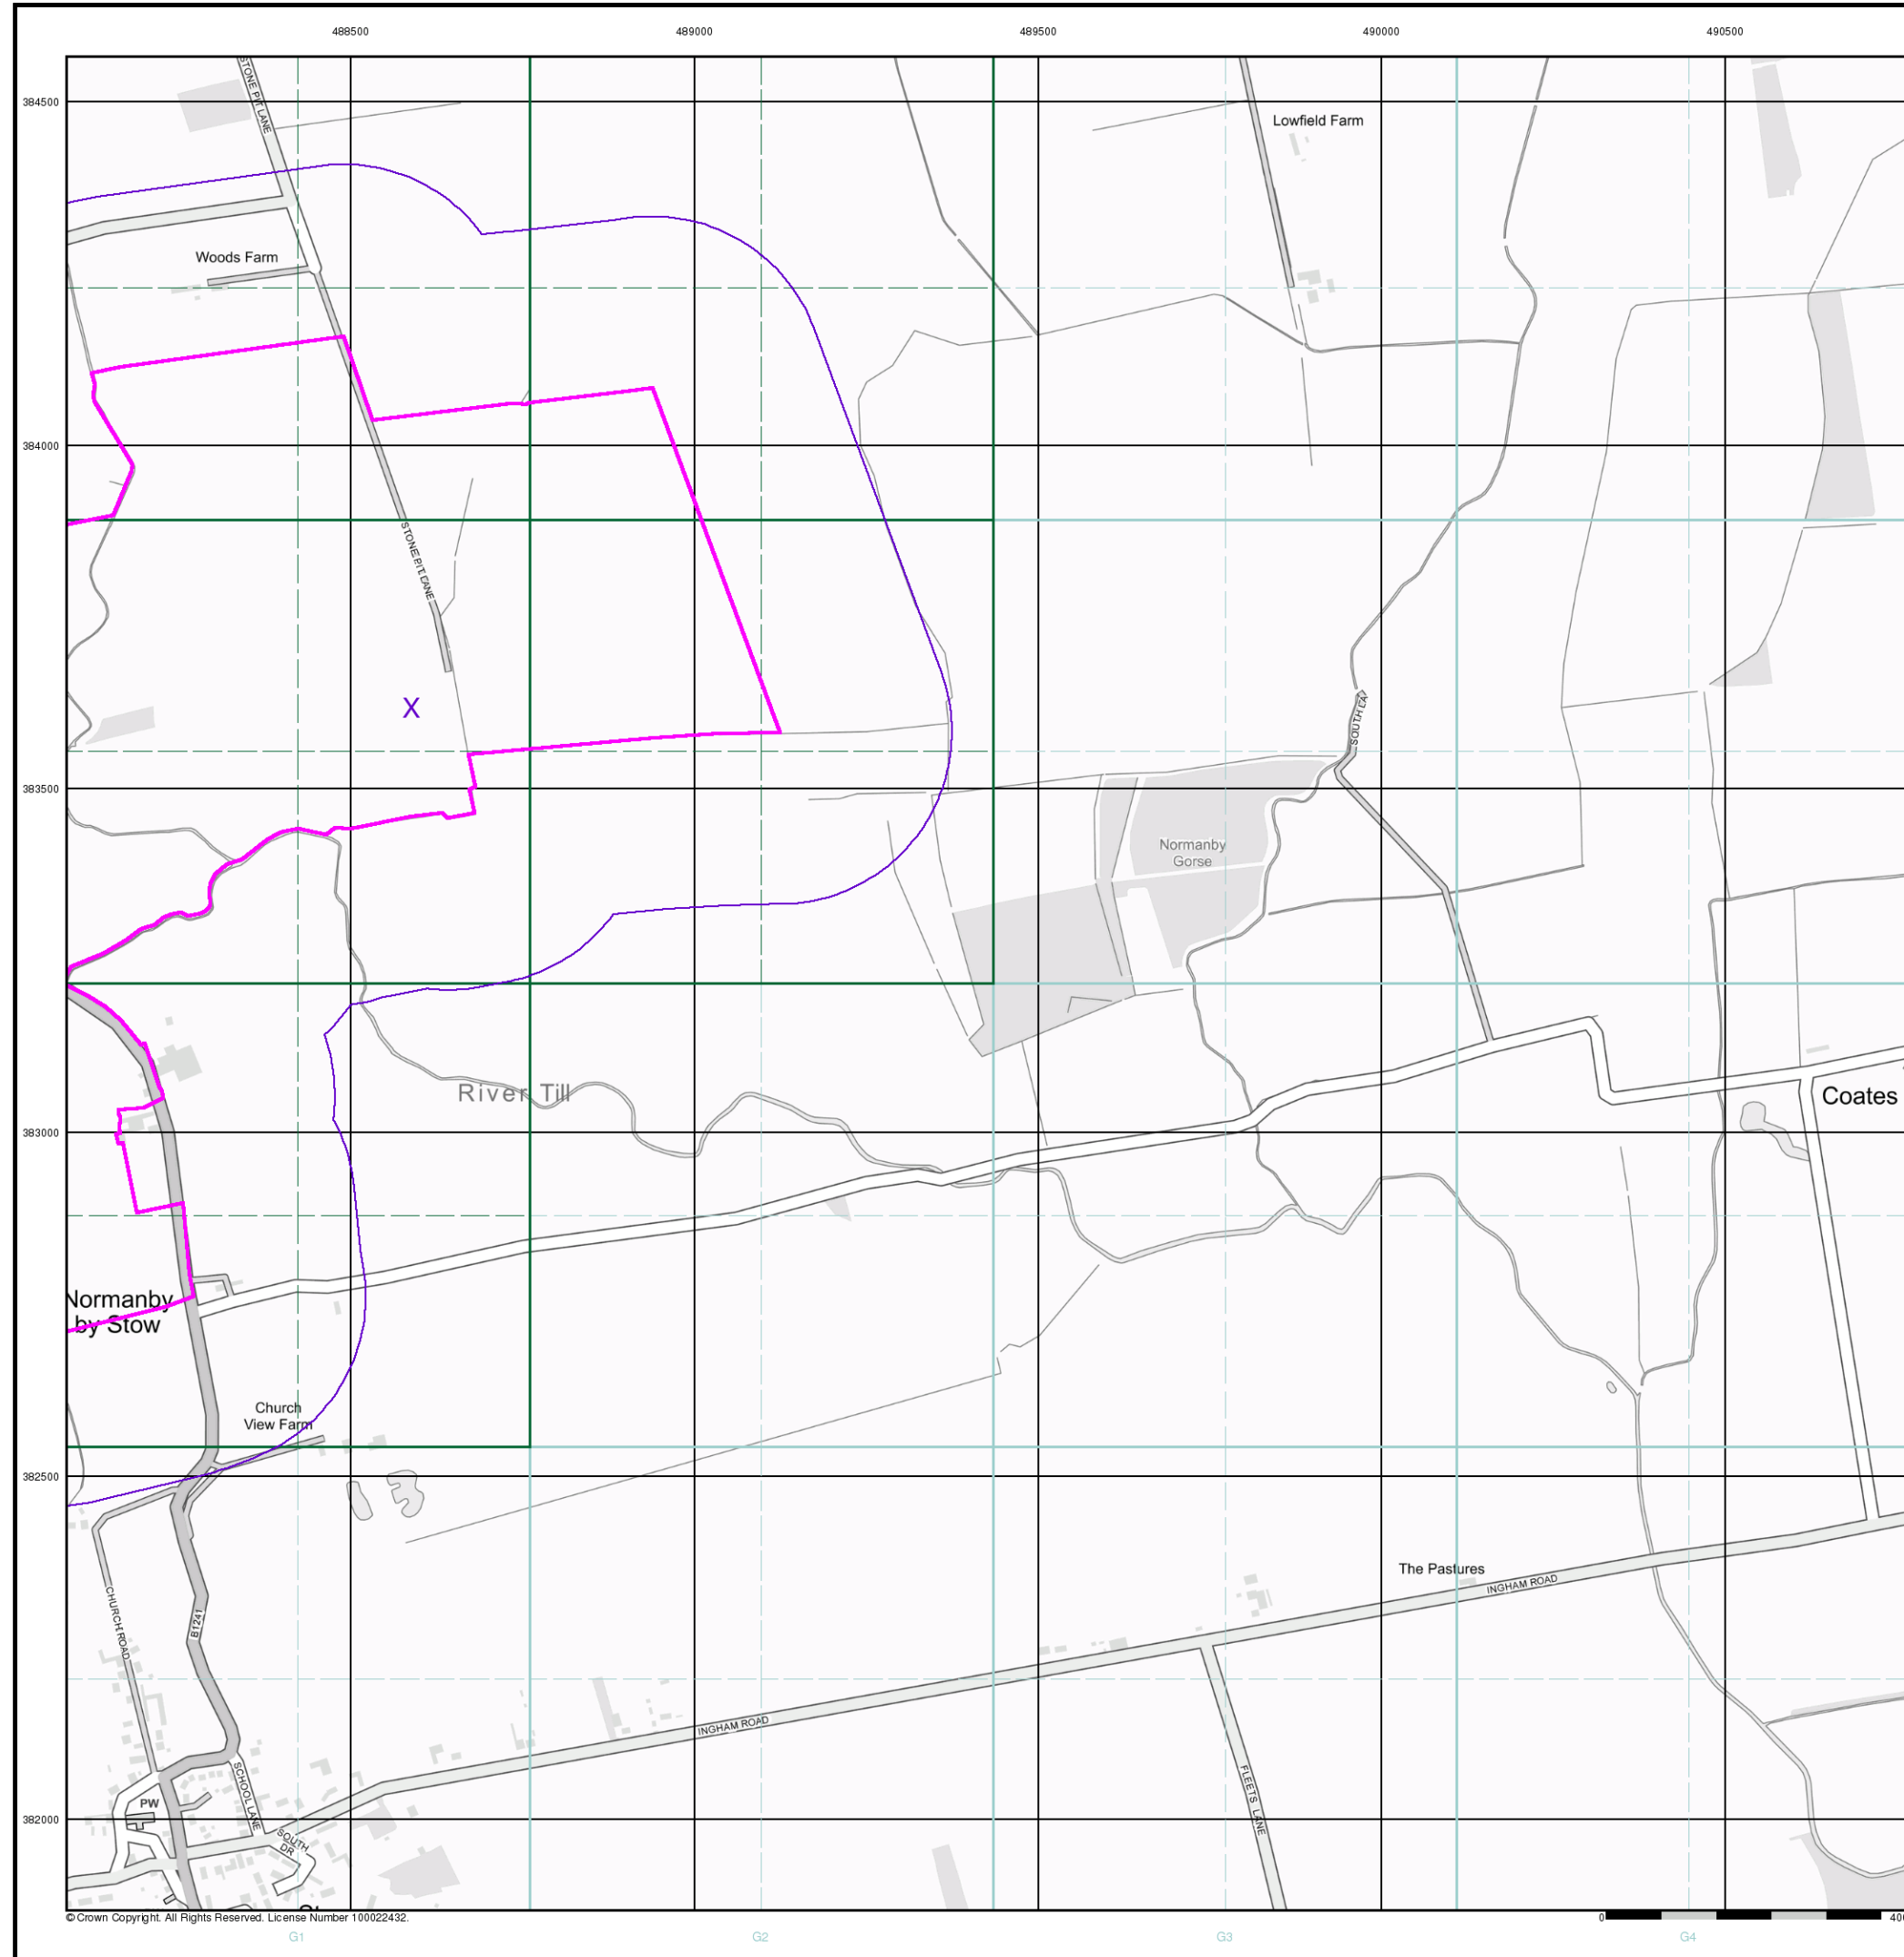 488500 489000 489500 490000 490500
384500
STONE PIT LANE
Lowfield Farm
Woods Farm
384000
STONE PIT LANE
X
SOUTH LA
383500
Normanby
Gorse
River Till
Coates
383000
Normanby
by Stow
Church
View Farm
382500
The Pastures
INGHAM ROAD
CHURCH ROAD
B1241
INGHAM ROAD
SCHOOL LANE
FLEETS LANE
PW
382000
SOUTH
DR
© Crown Copyright. All Rights Reserved. License Number 100022432.
0 400
G1 G2 G3 G4